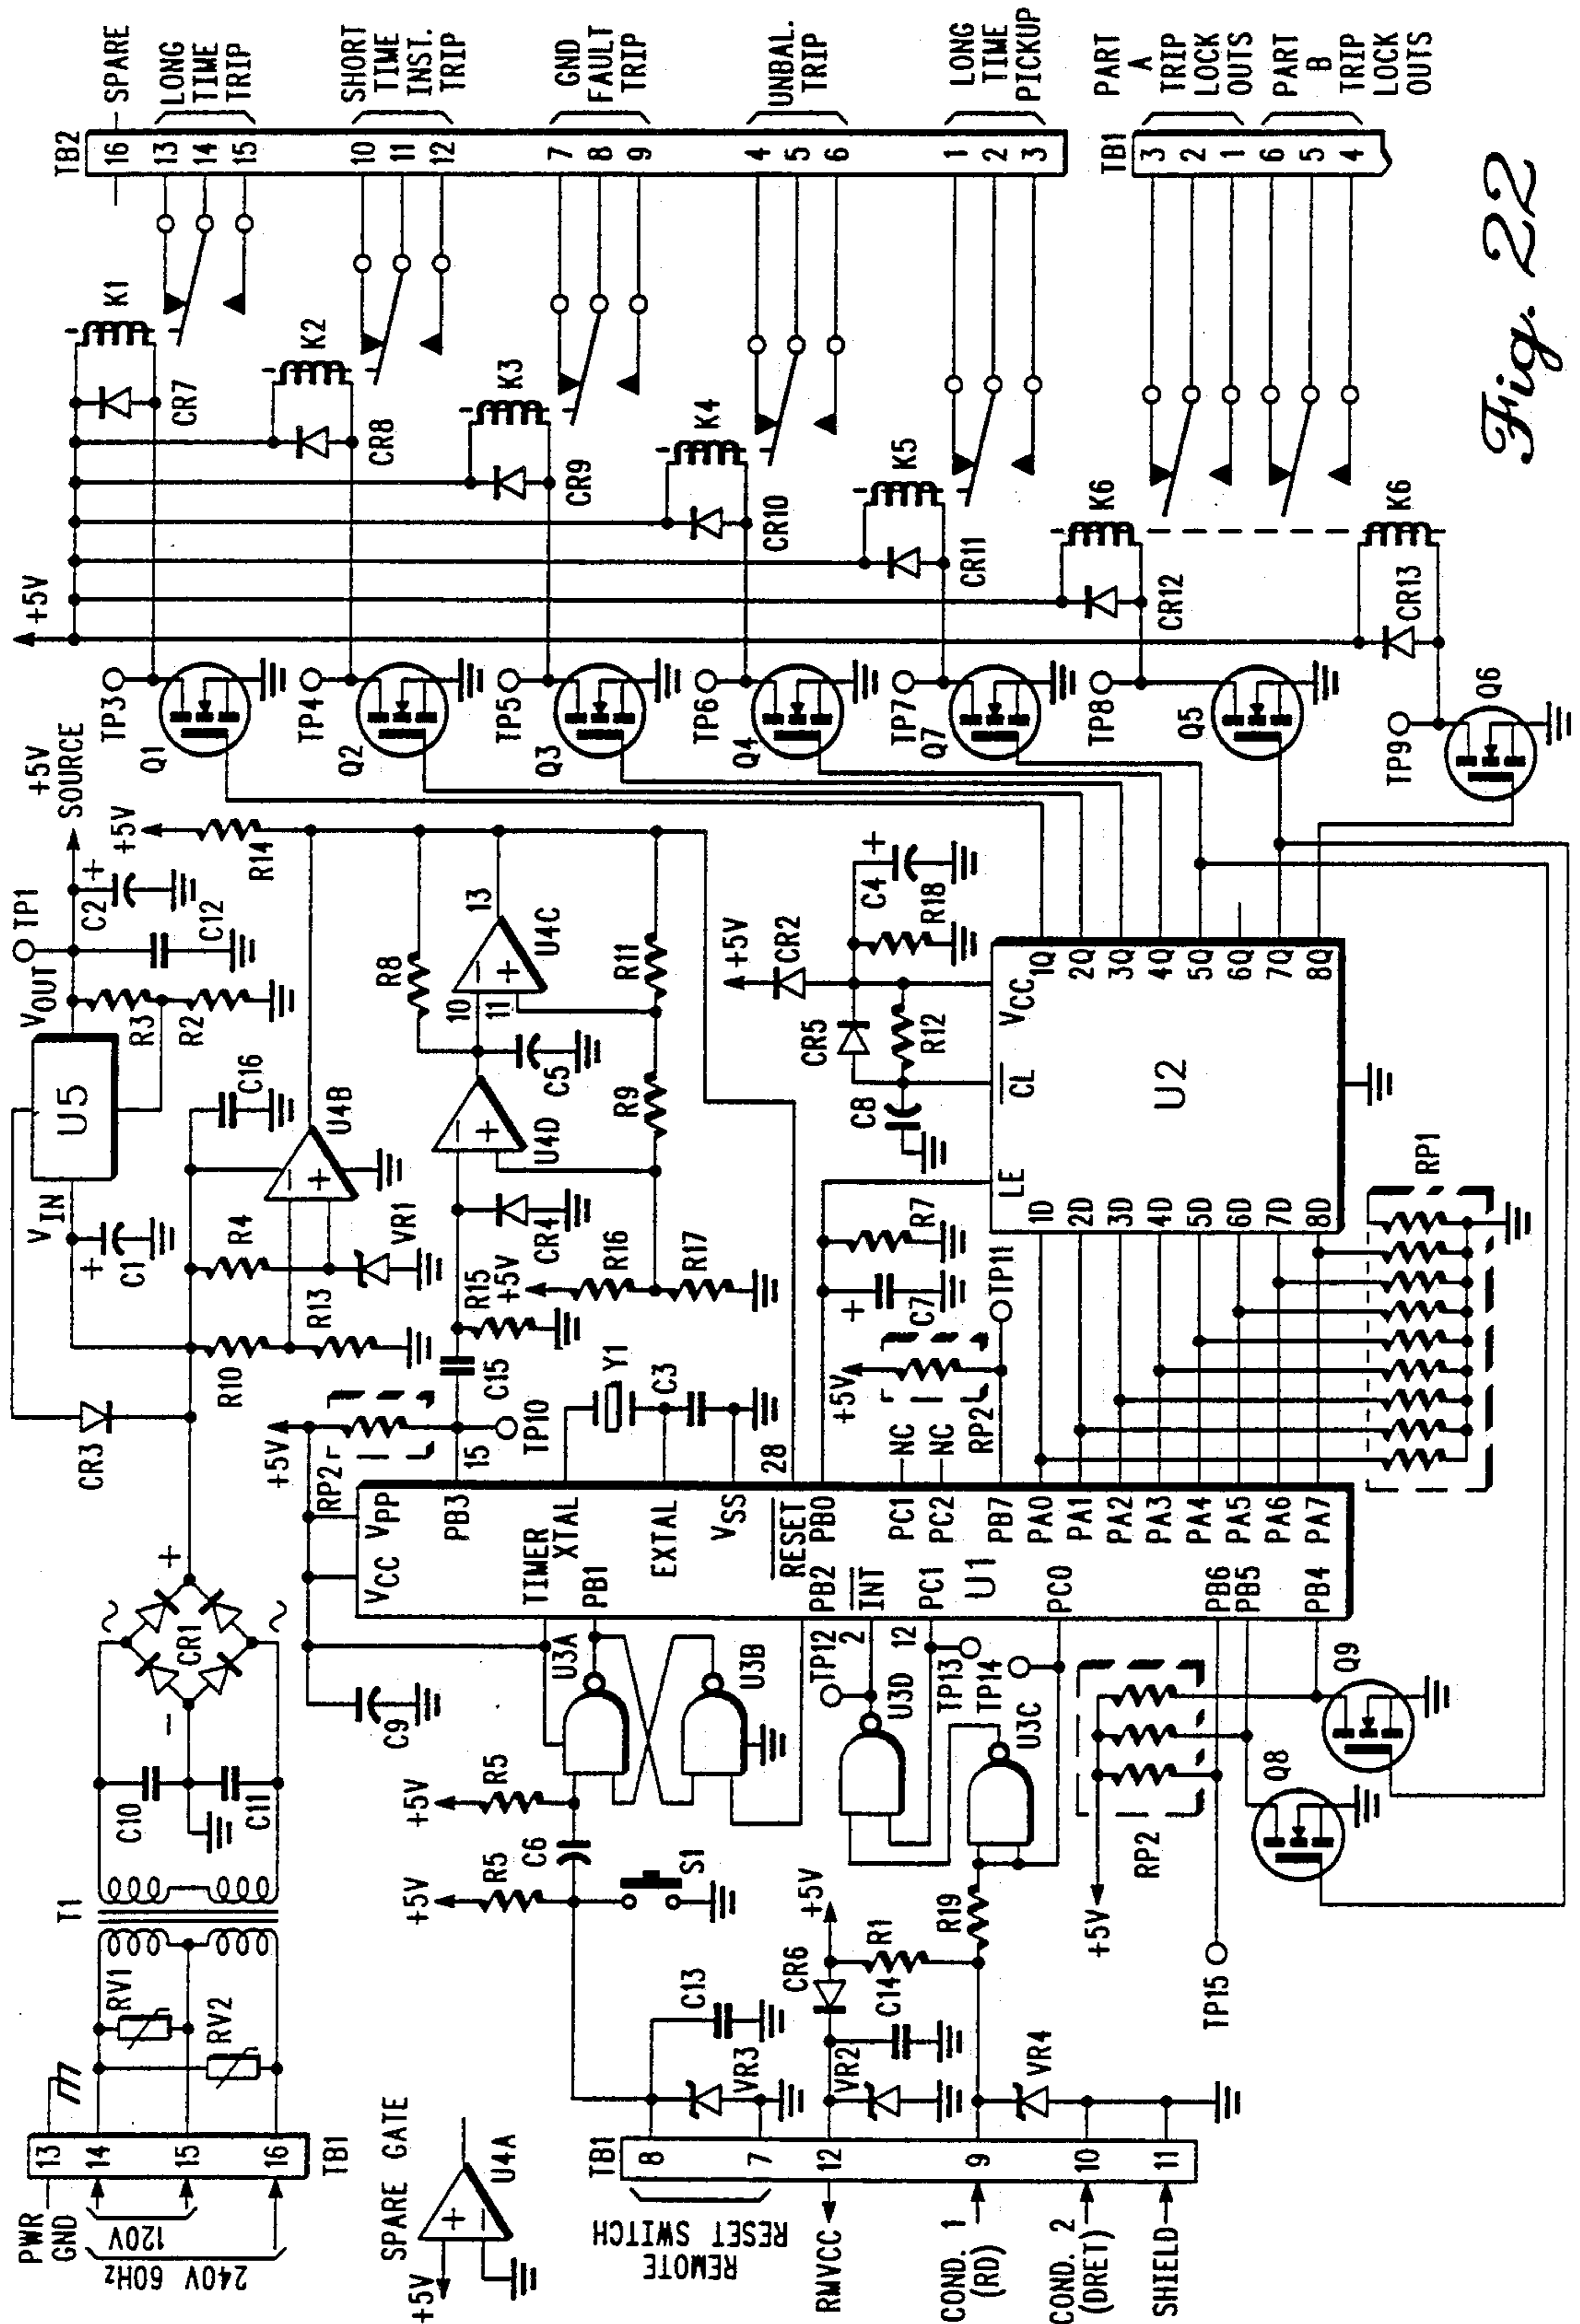 TB2
16
SPARE
13
14
15
LONG
TIME
TRIP
10
11
12
SHORT
TIME
INST.
TRIP
7
8
9
GND
FAULT
TRIP
4
5
6
UNBAL.
TRIP
1
2
3
LONG
TIME
PICKUP
TB1
3
2
1
6
5
4
PART
A
TRIP
LOCK
OUTS
PART
B
TRIP
LOCK
OUTS
K1
K2
K3
K4
K5
K6
K6
CR7
CR8
CR9
CR10
CR11
CR12
CR13
+5V
TP3
TP4
TP5
TP6
TP7
TP8
TP9
Q1
Q2
Q3
Q4
Q7
Q5
Q6
+5V
SOURCE
TP1
C2
+
C12
VOUT
R3
R2
U5
VIN
+
C1
C16
U4B
-
+
R4
VR1
R10
R13
CR3
+5V
R14
R8
13
U4C
-
+
10
11
R11
C5
R9
U4D
-
+
CR4
R15
+5V
R16
R17
C15
Y1
C3
TP10
+5V
RP2
15
28
+5V
CR2
C4
+
R18
CR5
R12
C8
VCC
CL
LE
U2
1Q
2Q
3Q
4Q
5Q
6Q
7Q
8Q
1D
2D
3D
4D
5D
6D
7D
8D
RP1
R7
C7
+
TP11
+5V
NC
NC
RP2
VCC
VPP
PB3
TIMER
XTAL
PB1
EXTAL
VSS
RESET
PB2
PB0
INT
PC1
PC1
PC2
U1
PB7
PC0
PA0
PA1
PA2
PA3
PA4
PA5
PA6
PA7
PB6
PB5
PB4
+
-
CR1
C10
C11
T1
RV1
RV2
PWR
GND
13
14
15
16
TB1
120V
240V 60Hz
C9
+5V
R5
+5V
R5
C6
S1
U3A
U3B
TP12
2
12
U3D
TP13
TP14
U3C
R19
+5V
CR6
R1
C14
C13
VR3
VR2
VR4
RP2
+5V
TP15
Q8
Q9
SPARE GATE
+5V
+
-
U4A
TB1
8
7
12
9
10
11
REMOTE
RESET SWITCH
RMVCC
COND. 1
(RD)
COND. 2
(DRET)
SHIELD
Fig. 22